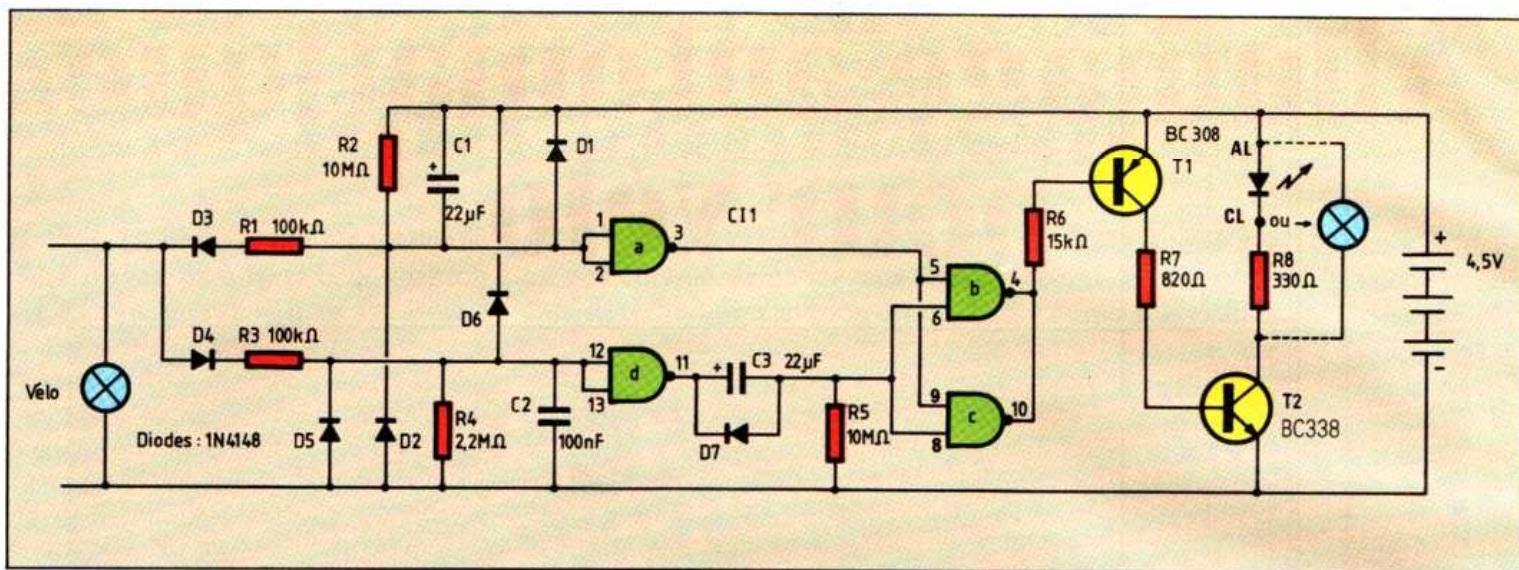 R2
10MΩ
C1
+
22µF
D1
D3
R1 100kΩ
1
2
a
3
CI1
D6
D4
R3 100kΩ
12
13
d
11
+
C3 22µF
D7
C2
100nF
R4
2,2MΩ
D5
D2
Vélo
Diodes : 1N4148
R5
10MΩ
5
6
b
4
9
8
c
10
R6
15kΩ
BC 308
T1
R7
820Ω
AL
CL
ou
R8
330Ω
T2
BC338
+
4,5V
-